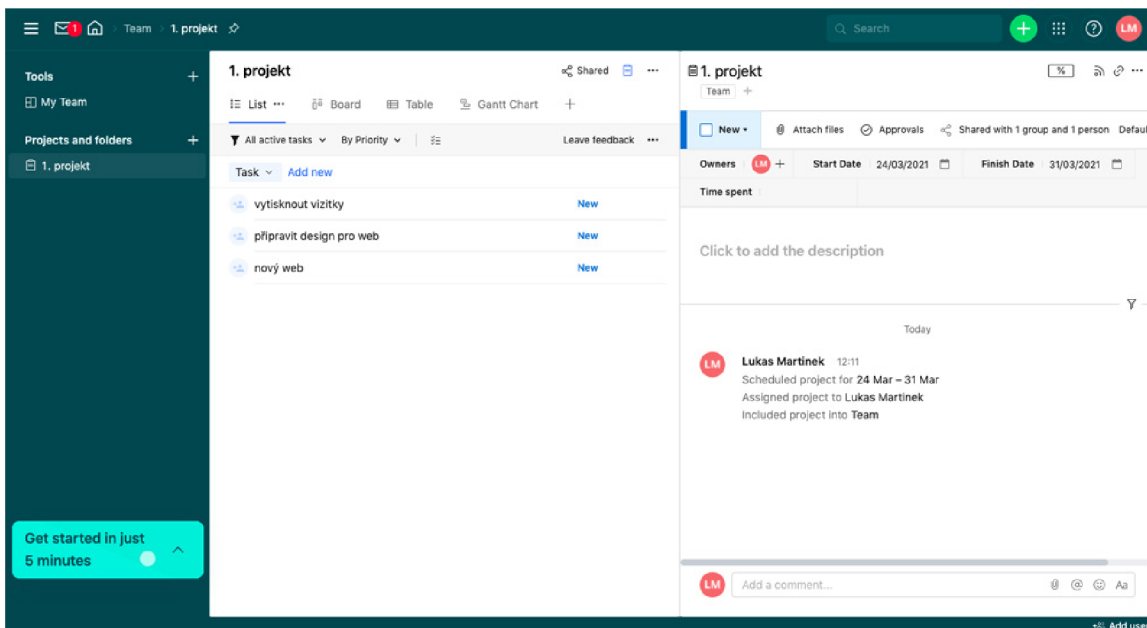 1
Team
1. projekt
Search
LM
Tools
My Team
Projects and folders
1. projekt
Get started in just
5 minutes
1. projekt
Shared
List
Board
Table
Gantt Chart
All active tasks
By Priority
Leave feedback
Task
Add new
vytisknout vizitky
New
připravit design pro web
New
nový web
New
1. projekt
%
Team
New
Attach files
Approvals
Shared with 1 group and 1 person
Defaul
Owners
LM
Start Date
24/03/2021
Finish Date
31/03/2021
Time spent
Click to add the description
Today
LM
Lukas Martinek 12:11
Scheduled project for 24 Mar – 31 Mar
Assigned project to Lukas Martinek
Included project into Team
LM
Add a comment...
@
Aa
Add use